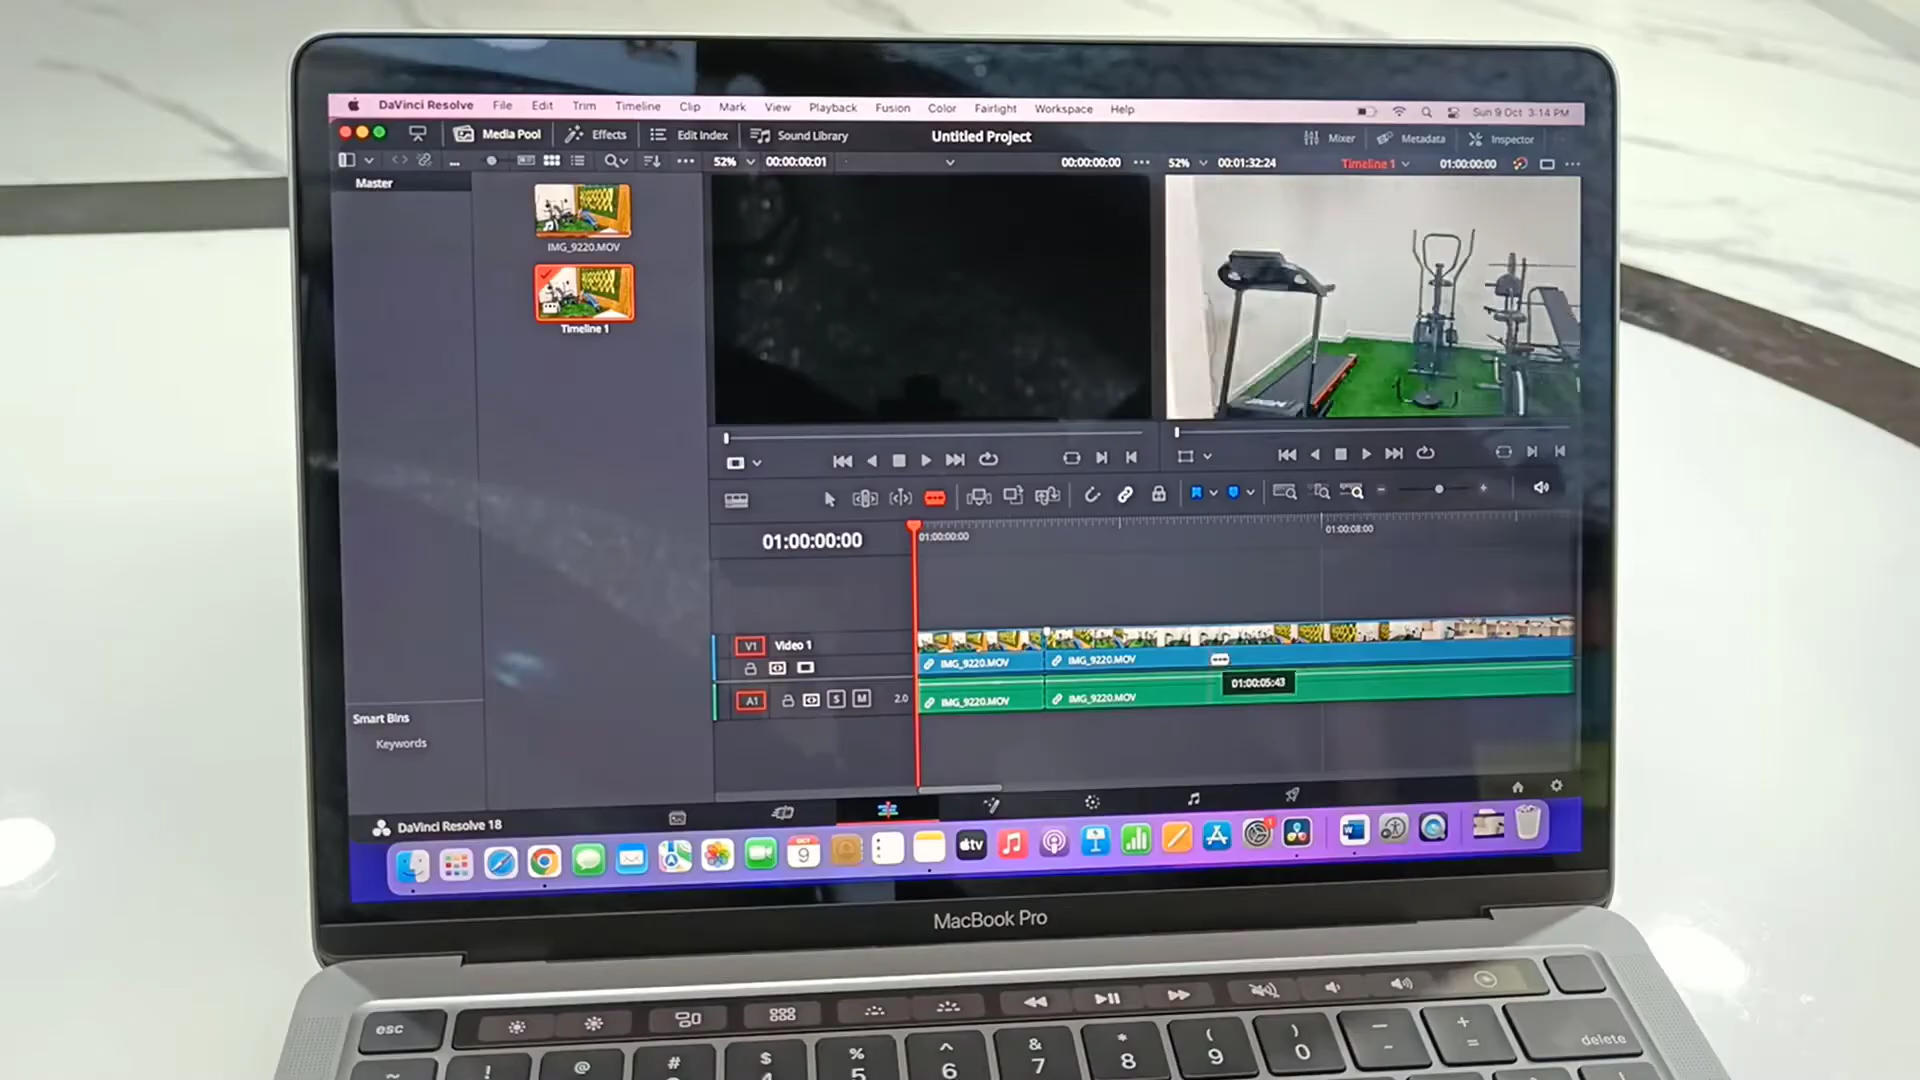 DaVinci Resolve File Edit Trim Timeline Clip Mark View Playback Fusion Color Fairlight Workspace Help Sun 9 Oct 3:14 PM
Media Pool Effects Edit Index Sound Library Untitled Project Mixer Metadata Inspector
52% 00:00:00:01 00:00:00:00 52% 00:01:32:24 Timeline 1 01:00:00:00
Master
IMG_9220.MOV
Timeline 1
01:00:00:00
01:00:00:00
01:00:08:00
V1 Video 1
IMG_9220.MOV IMG_9220.MOV
01:00:05:43
A1 S M 2.0
IMG_9220.MOV IMG_9220.MOV
Smart Bins
Keywords
DaVinci Resolve 18
OCT
9
tv
1
W
MacBook Pro
esc
~ ! @ # $ % ^ & * ( ) – + delete
4 5 6 7 8 9 0 - =